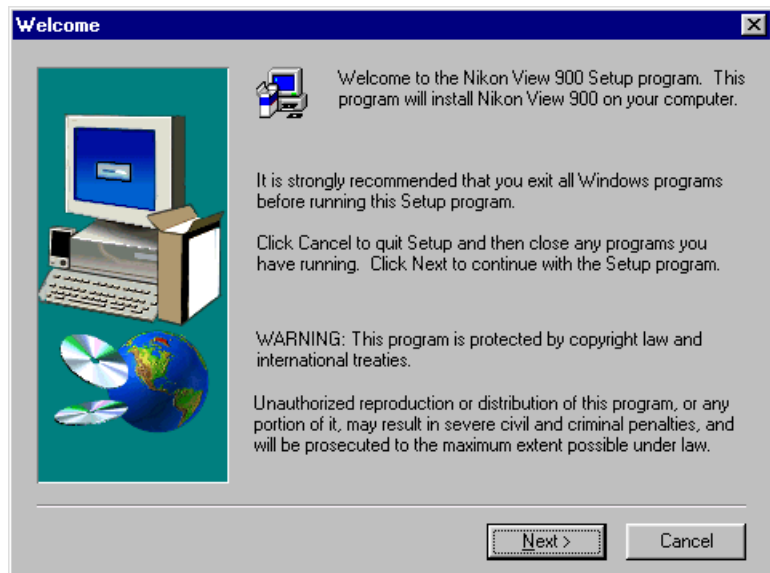 Welcome
Welcome to the Nikon View 900 Setup program.  This
program will install Nikon View 900 on your computer.
It is strongly recommended that you exit all Windows programs
before running this Setup program.
Click Cancel to quit Setup and then close any programs you
have running.  Click Next to continue with the Setup program.
WARNING: This program is protected by copyright law and
international treaties.
Unauthorized reproduction or distribution of this program, or any
portion of it, may result in severe civil and criminal penalties, and
will be prosecuted to the maximum extent possible under law.
Next >
Cancel